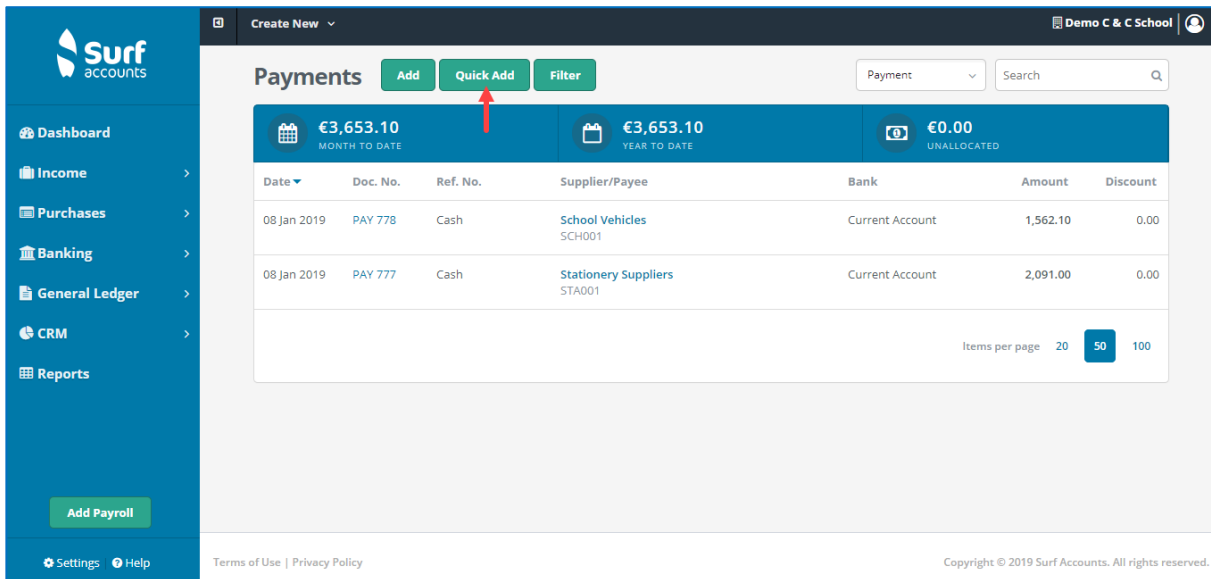 Surf
accounts
Create New
Demo C & C School
Payments Add Quick Add Filter Payment Search
Dashboard
Income
Purchases
Banking
General Ledger
CRM
Reports
Add Payroll
Settings Help
€3,653.10 €3,653.10 €0.00
MONTH TO DATE YEAR TO DATE UNALLOCATED
Date Doc. No. Ref. No. Supplier/Payee Bank Amount Discount
08 Jan 2019 PAY 778 Cash School Vehicles Current Account 1,562.10 0.00
SCH001
08 Jan 2019 PAY 777 Cash Stationery Suppliers Current Account 2,091.00 0.00
STA001
Items per page 20 50 100
Terms of Use | Privacy Policy Copyright © 2019 Surf Accounts. All rights reserved.